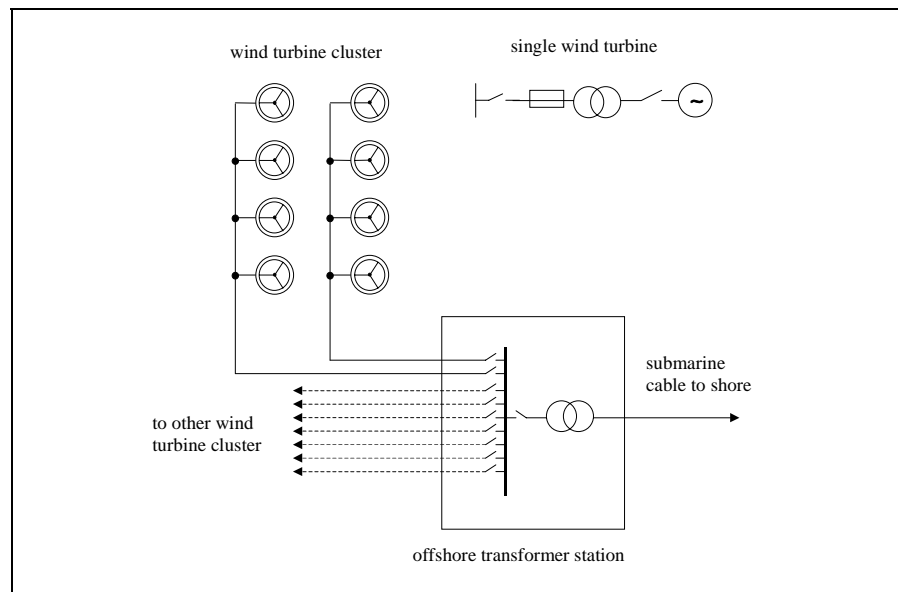 wind turbine cluster
single wind turbine
~
submarine
cable to shore
to other wind
turbine cluster
offshore transformer station